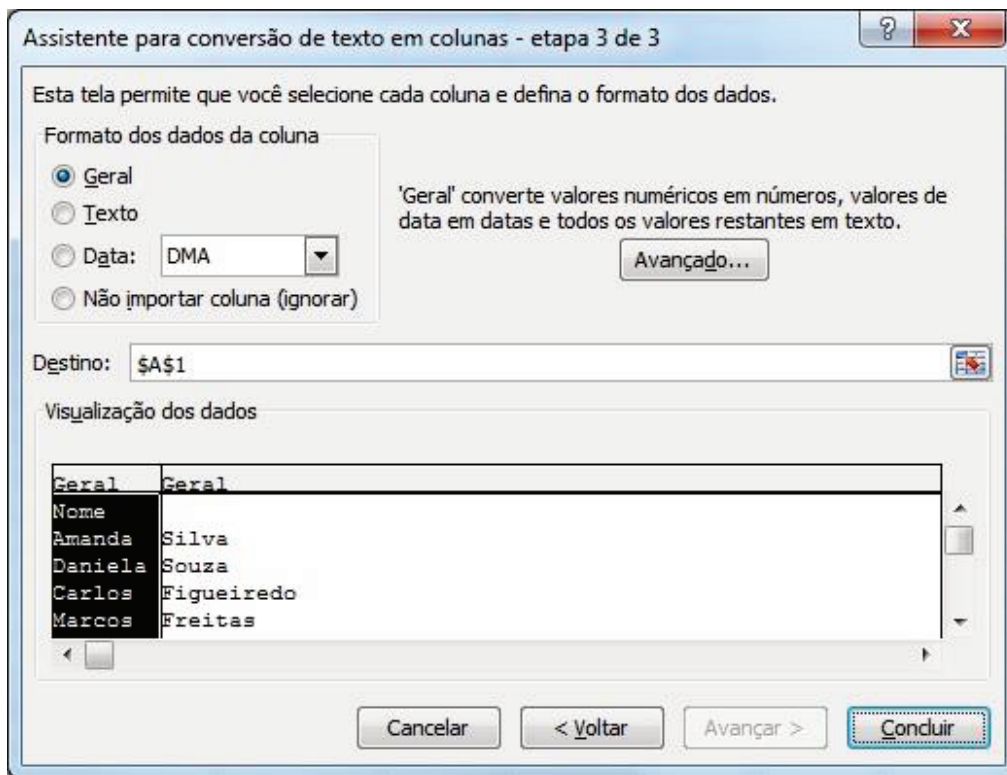 Assistente para conversão de texto em colunas - etapa 3 de 3
Esta tela permite que você selecione cada coluna e defina o formato dos dados.
Formato dos dados da coluna
Geral
Texto
Data: DMA
Não importar coluna (ignorar)
'Geral' converte valores numéricos em números, valores de
data em datas e todos os valores restantes em texto.
Avançado...
Destino: $A$1
Visualização dos dados
Geral Geral
Nome
Amanda Silva
Daniela Souza
Carlos Figueiredo
Marcos Freitas
Cancelar < Voltar Avançar > Concluir